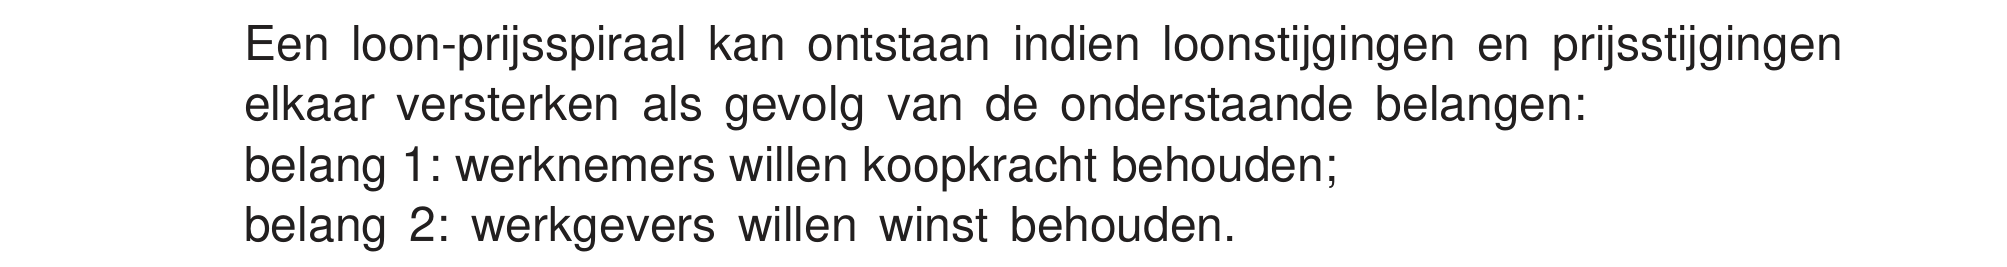 Een loon-prijsspiraal kan ontstaan indien loonstijgingen en prijsstijgingen
elkaar versterken als gevolg van de onderstaande belangen:
belang 1: werknemers willen koopkracht behouden;
belang 2: werkgevers willen winst behouden.